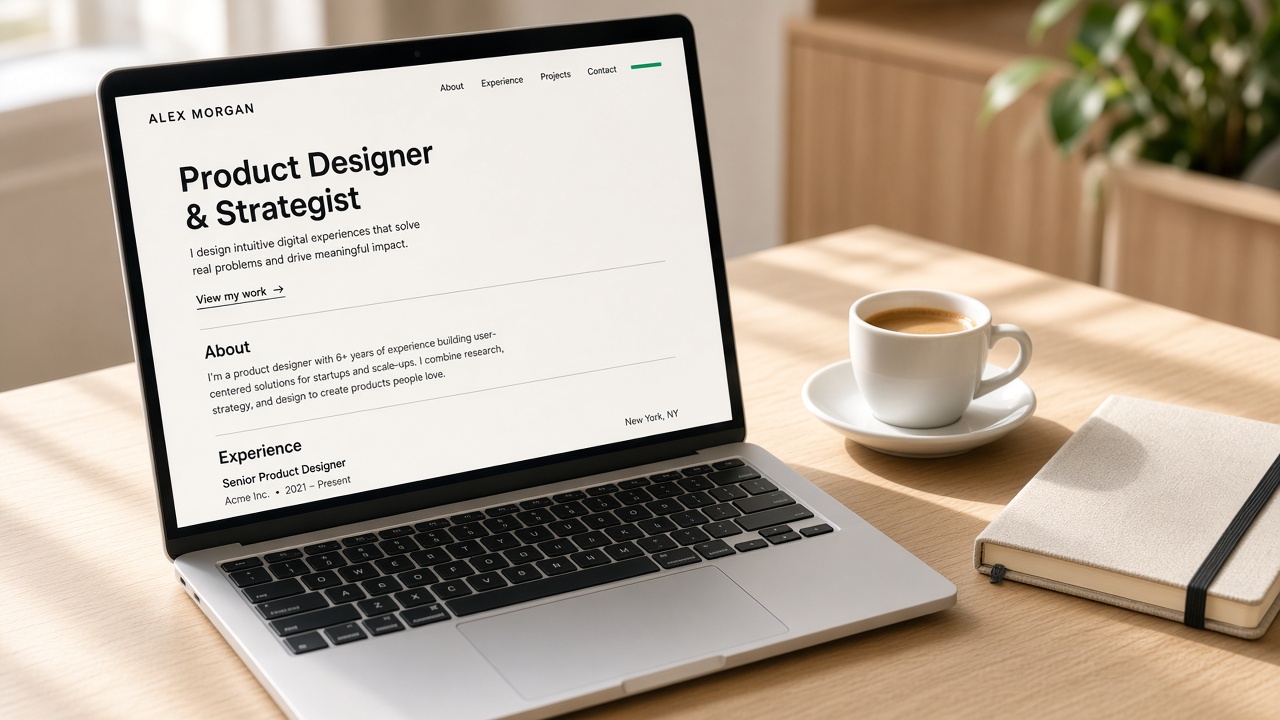 ALEX MORGAN
About
Experience
Projects
Contact
Product Designer
& Strategist
I design intuitive digital experiences that solve
real problems and drive meaningful impact.
View my work →
About
I'm a product designer with 6+ years of experience building user-
centered solutions for startups and scale-ups. I combine research,
strategy, and design to create products people love.
Experience
New York, NY
Senior Product Designer
Acme Inc. • 2021 – Present